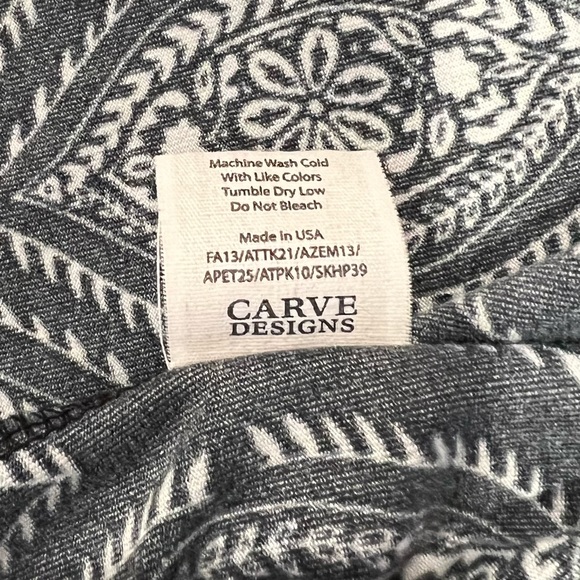 Machine Wash Cold
With Like Colors
Tumble Dry Low
Do Not Bleach
Made in USA
FA13/ATTK21/AZEM13/
APET25/ATPK10/SKHP39
CARVE
DESIGNS